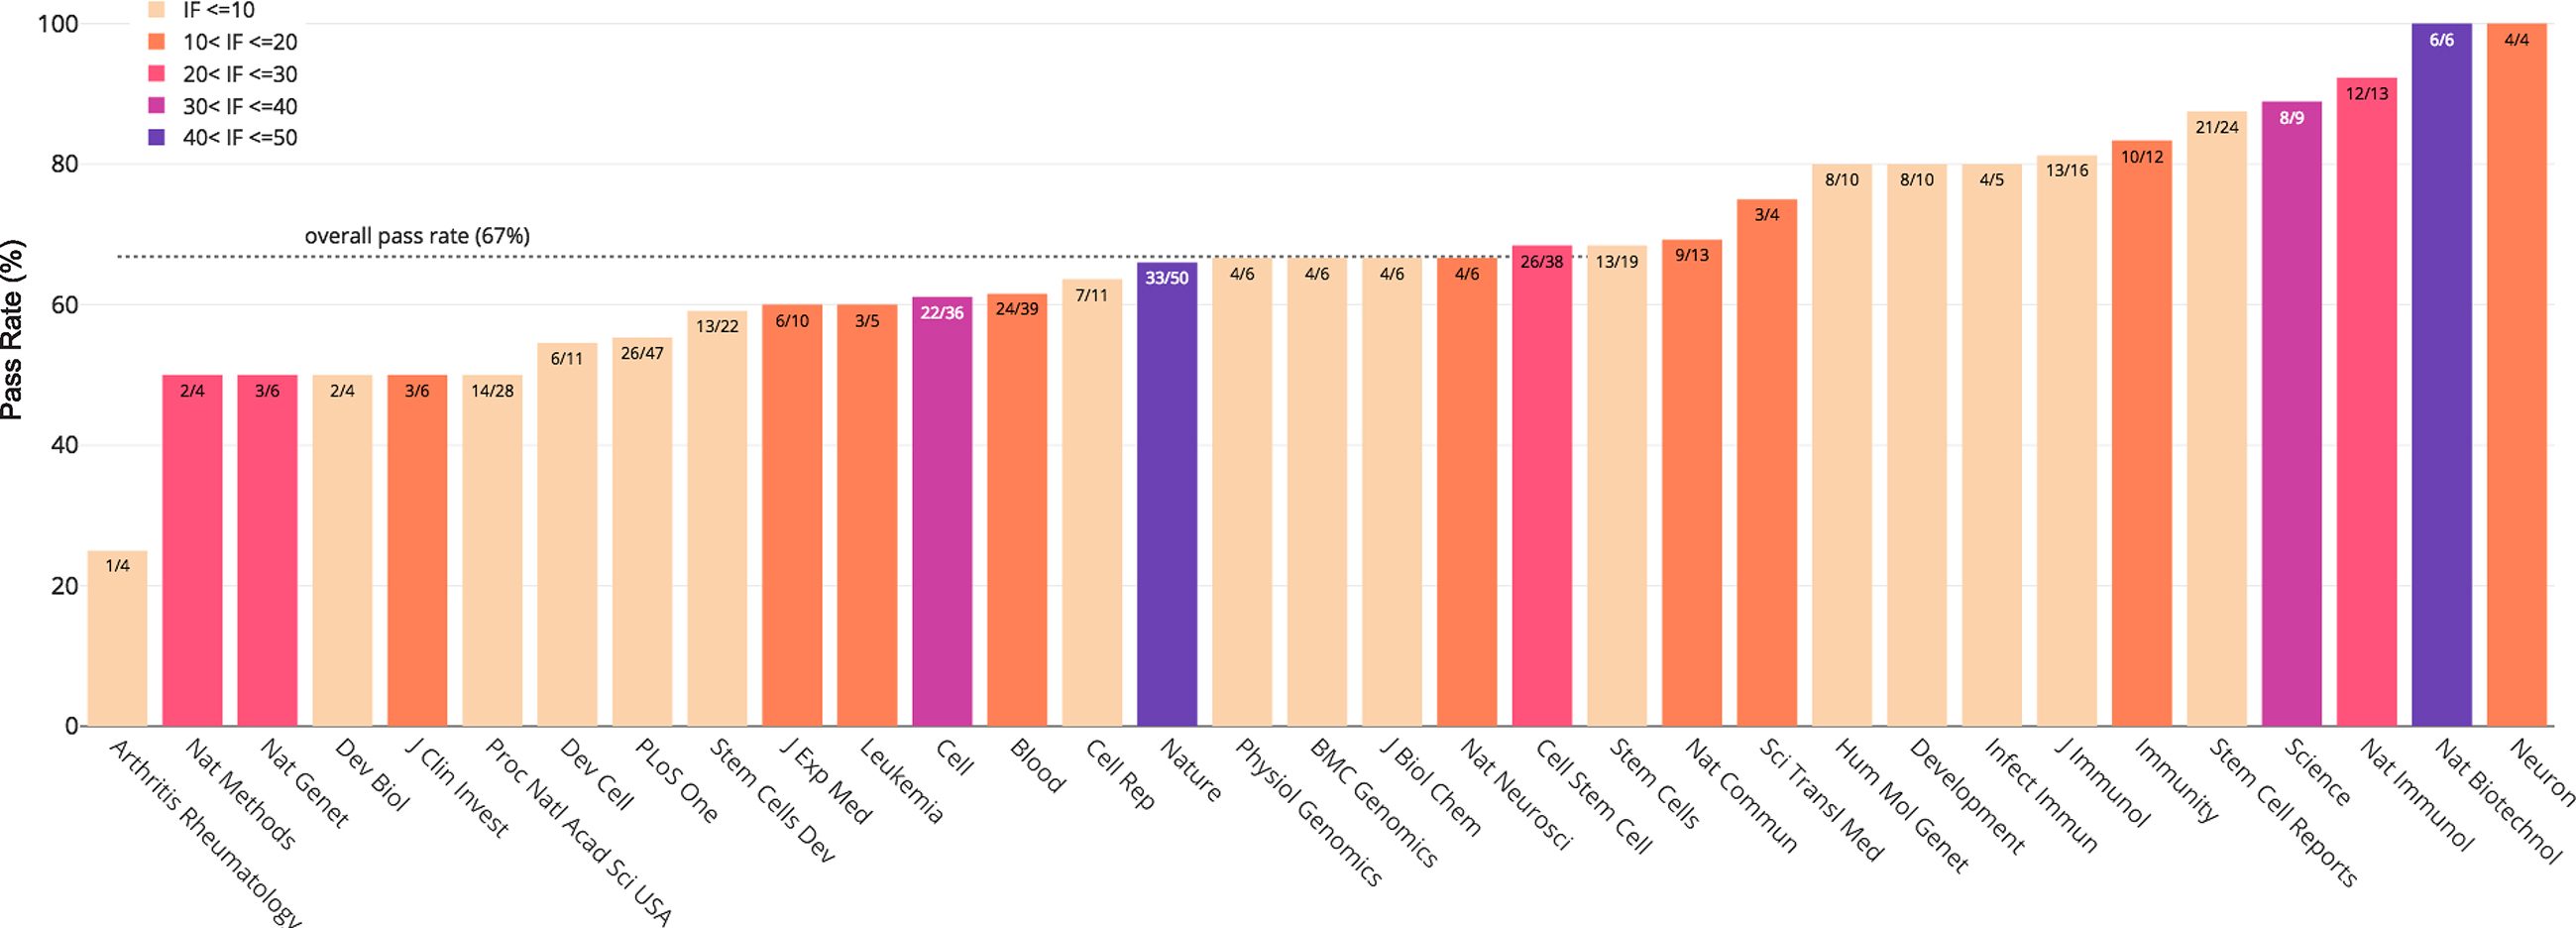 IF <=10
10< IF <=20
20< IF <=30
30< IF <=40
40< IF <=50
Pass Rate (%)
100
80
60
40
20
0
overall pass rate (67%)
1/4
2/4
3/6
2/4
3/6
14/28
6/11
26/47
13/22
6/10
3/5
22/36
24/39
7/11
33/50
4/6
4/6
4/6
4/6
26/38
13/19
9/13
3/4
8/10
8/10
4/5
13/16
10/12
21/24
8/9
12/13
6/6
4/4
Arthritis Rheumatology
Nat Methods
Nat Genet
Dev Biol
J Clin Invest
Proc Natl Acad Sci USA
Dev Cell
PLoS One
Stem Cells Dev
J Exp Med
Leukemia
Cell
Blood
Cell Rep
Nature
Physiol Genomics
BMC Genomics
J Biol Chem
Nat Neurosci
Cell Stem Cell
Stem Cells
Nat Commun
Sci Transl Med
Hum Mol Genet
Development
Infect Immun
J Immunol
Immunity
Stem Cell Reports
Science
Nat Immunol
Nat Biotechnol
Neuron